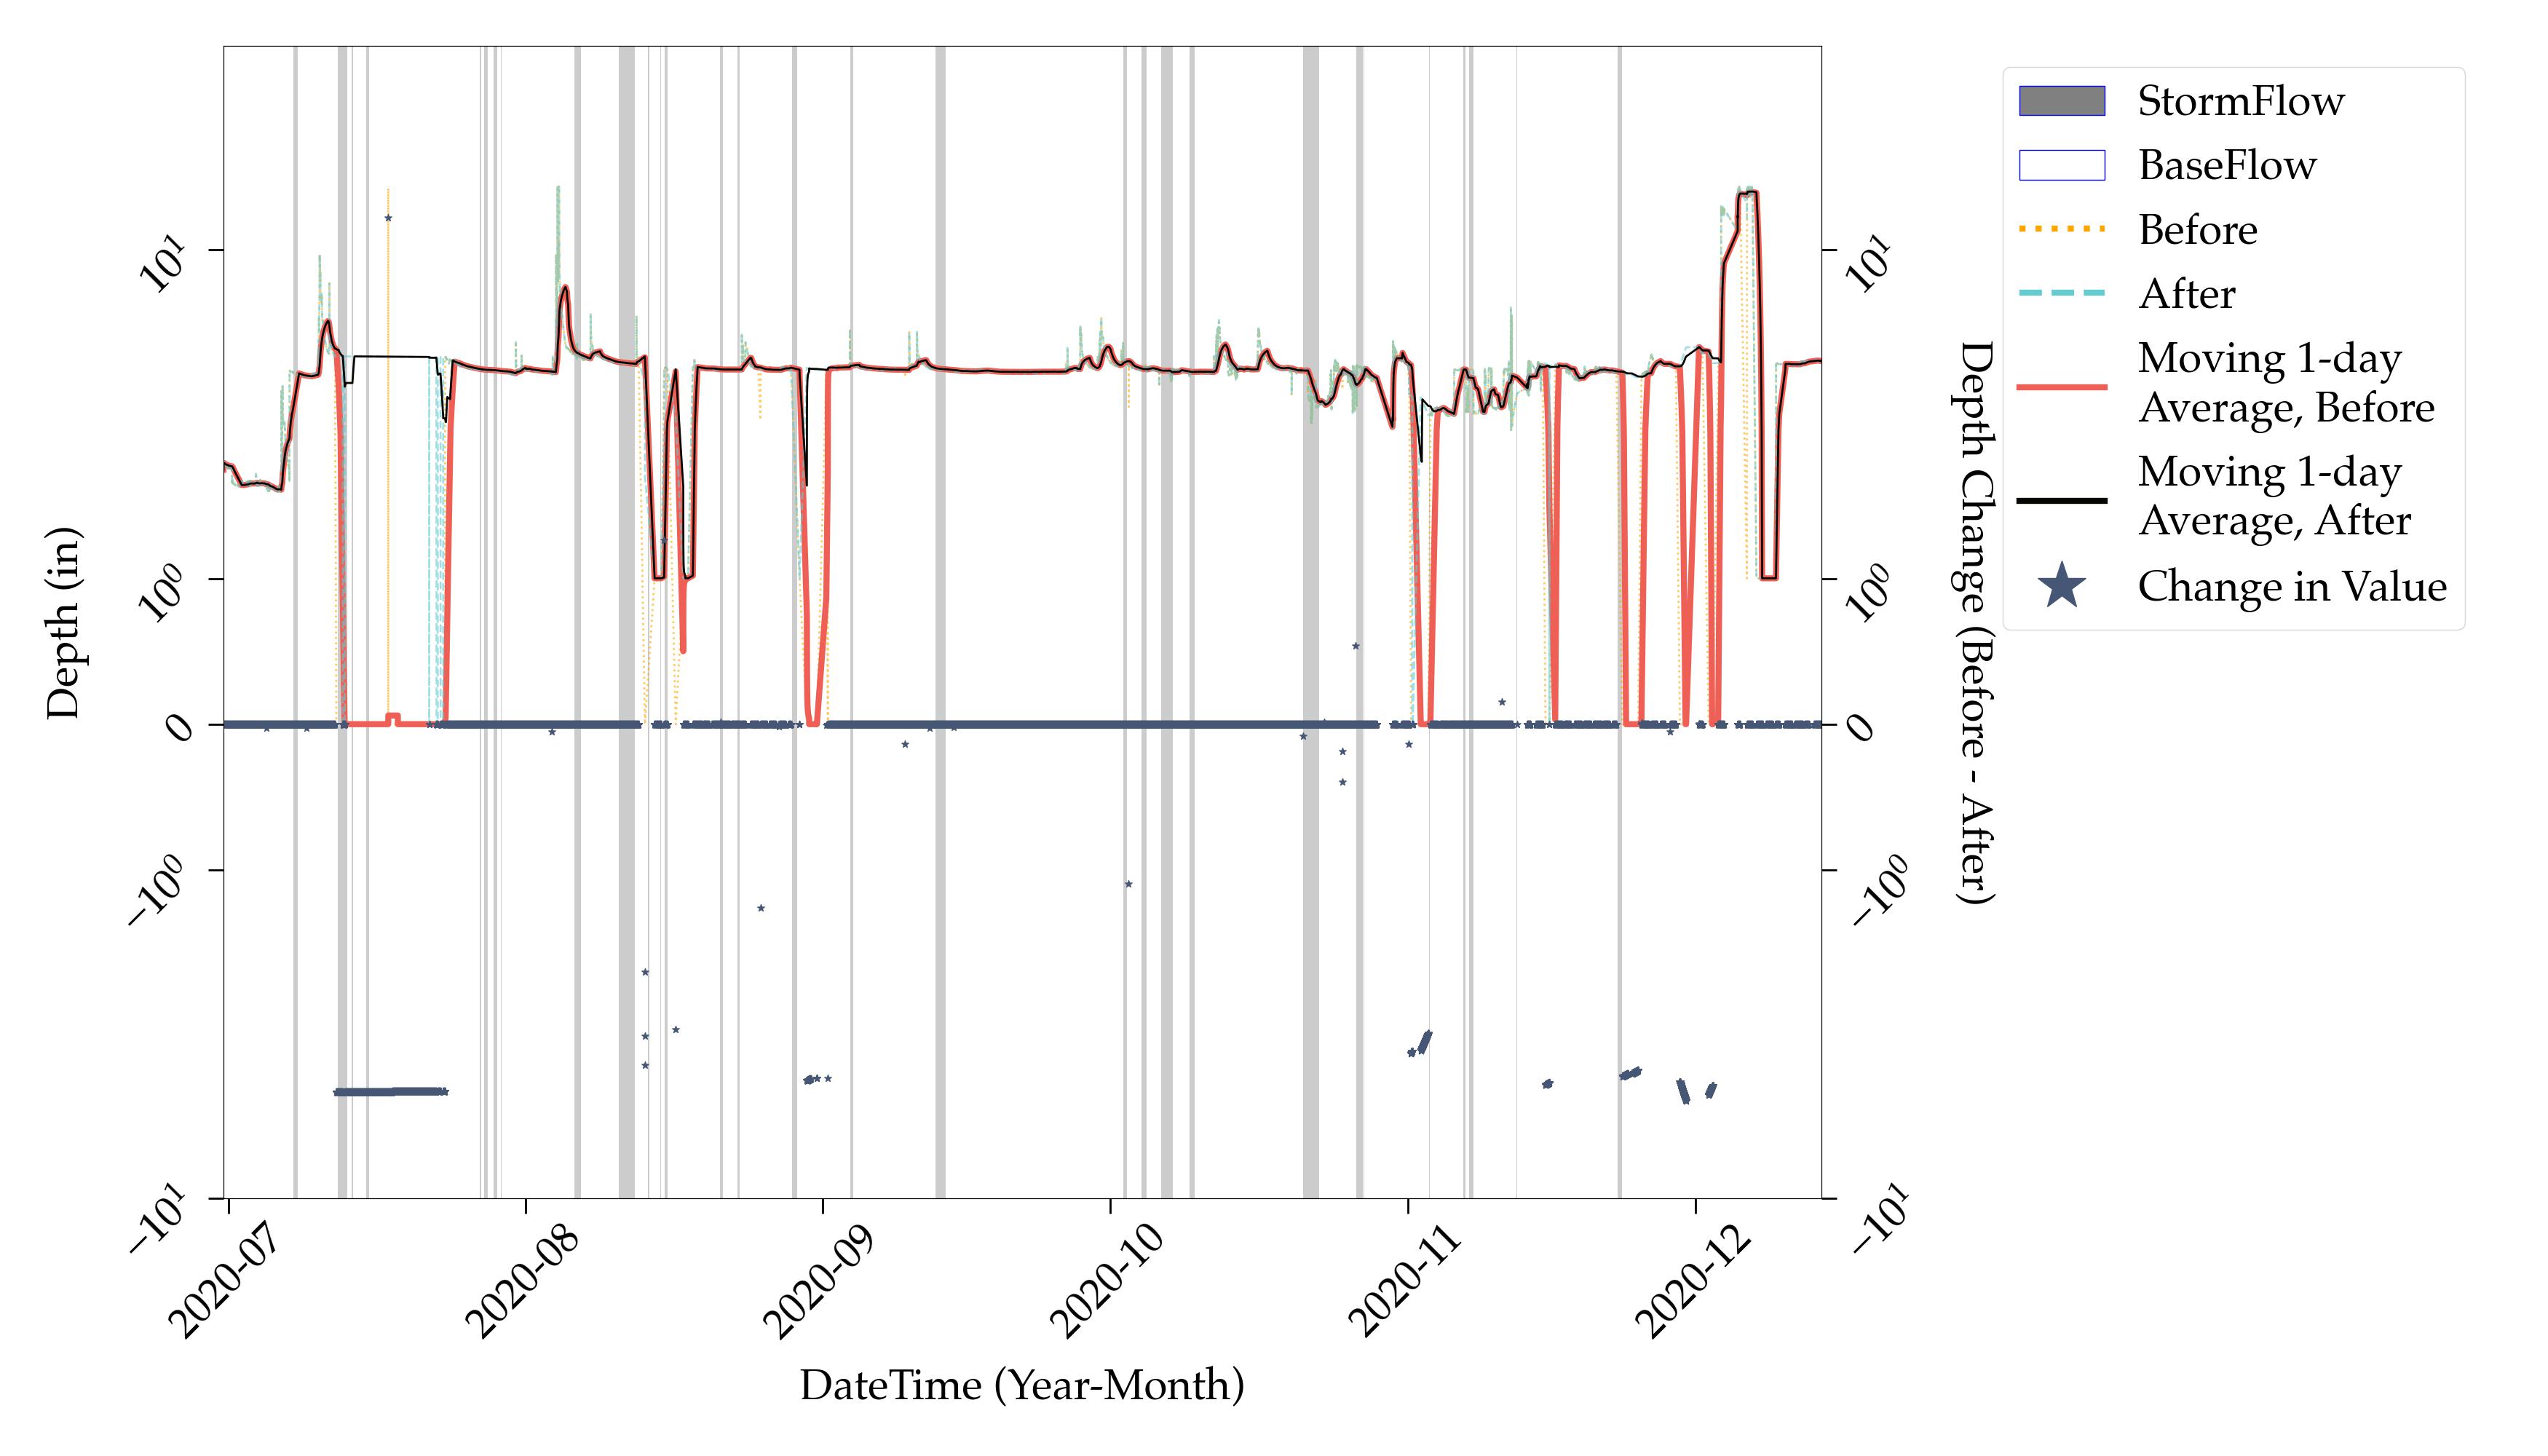 StormFlow
BaseFlow
Before
After
Moving 1-day
Average, Before
Moving 1-day
Average, After
Change in Value
Depth (in)
10¹
10⁰
0
−10⁰
−10¹
10¹
10⁰
0
−10⁰
−10¹
Depth Change (Before - After)
2020-07
2020-08
2020-09
2020-10
2020-11
2020-12
DateTime (Year-Month)